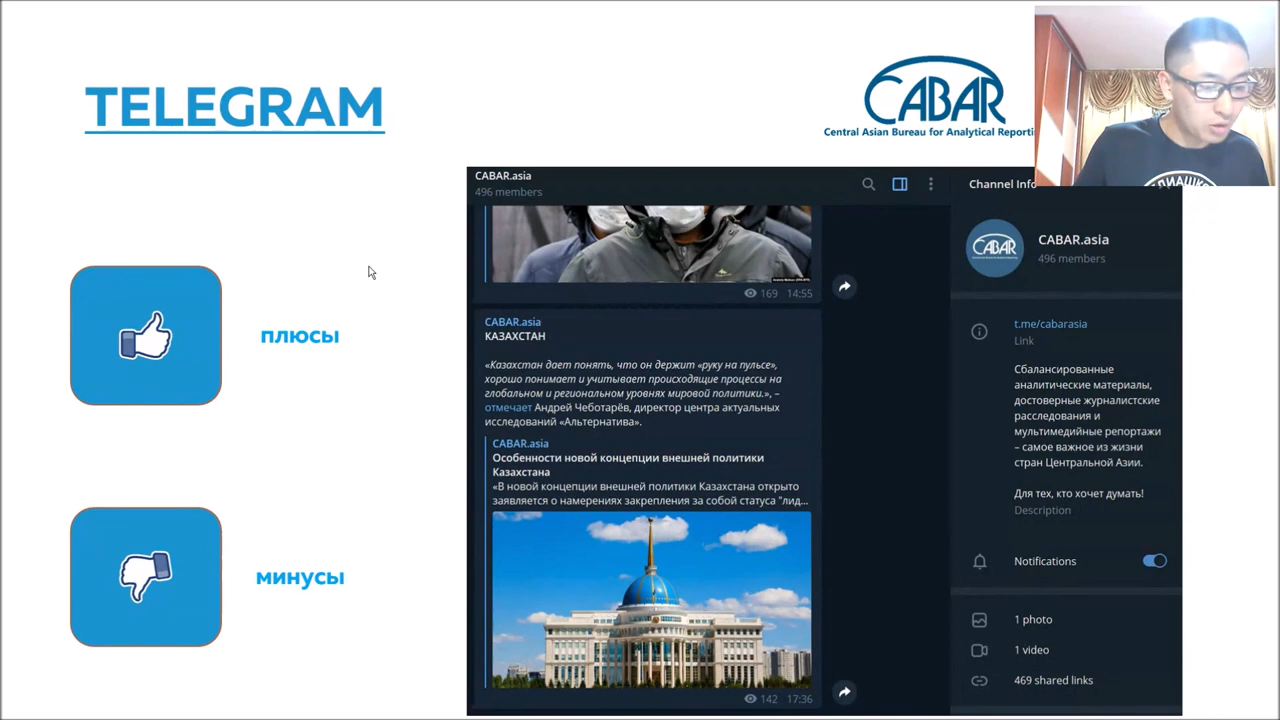 TELEGRAM
CABAR
Central Asian Bureau for Analytical Reporti
CABAR.asia
496 members
169 14:55
CABAR.asia
КАЗАХСТАН
«Казахстан дает понять, что он держит «руку на пульсе»,
хорошо понимает и учитывает происходящие процессы на
глобальном и региональном уровнях мировой политики.», –
отмечает Андрей Чеботарёв, директор центра актуальных
исследований «Альтернатива».
CABAR.asia
Особенности новой концепции внешней политики
Казахстана
«В новой концепции внешней политики Казахстана открыто
заявляется о намерениях закрепления за собой статуса "лид...
142 17:36
Channel Info
CABAR
CABAR.asia
496 members
t.me/cabarasia
Link
Сбалансированные
аналитические материалы,
достоверные журналистские
расследования и
мультимедийные репортажи
– самое важное из жизни
стран Центральной Азии.
Для тех, кто хочет думать!
Description
Notifications
1 photo
1 video
469 shared links
плюсы
минусы